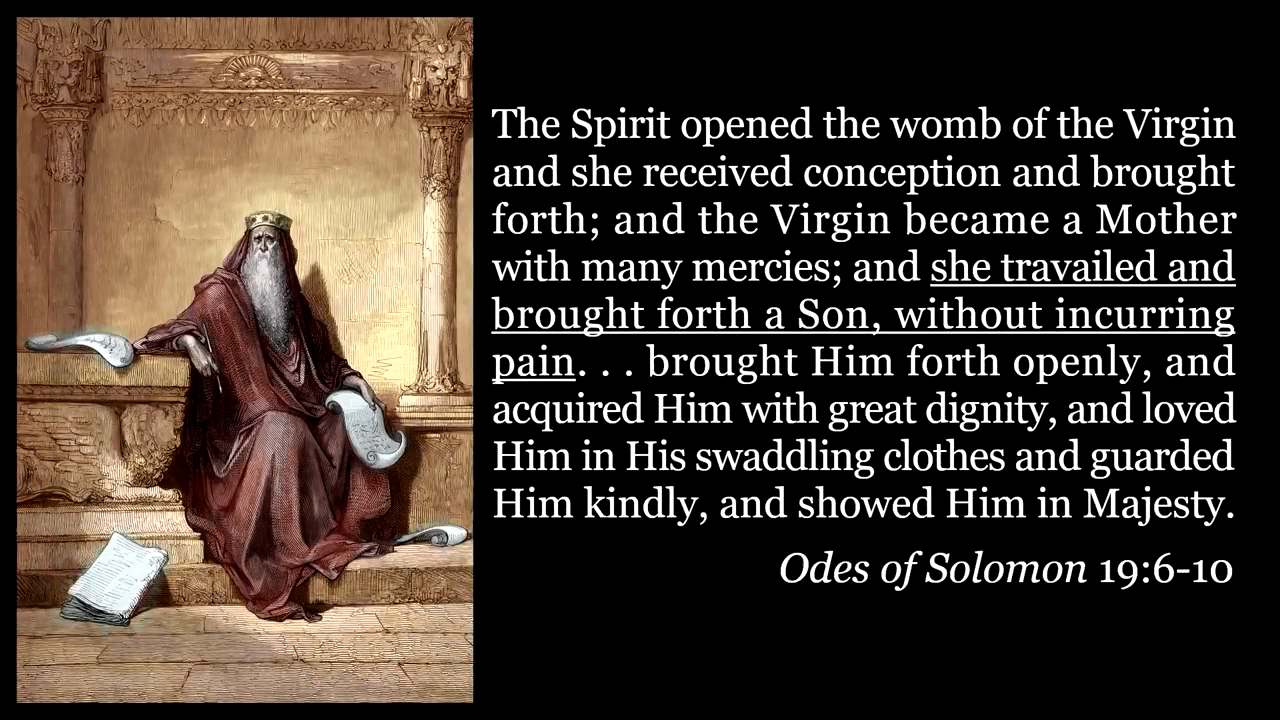 The Spirit opened the womb of the Virgin
and she received conception and brought
forth; and the Virgin became a Mother
with many mercies; and she travailed and
brought forth a Son, without incurring
pain. . . brought Him forth openly, and
acquired Him with great dignity, and loved
Him in His swaddling clothes and guarded
Him kindly, and showed Him in Majesty.
Odes of Solomon 19:6-10